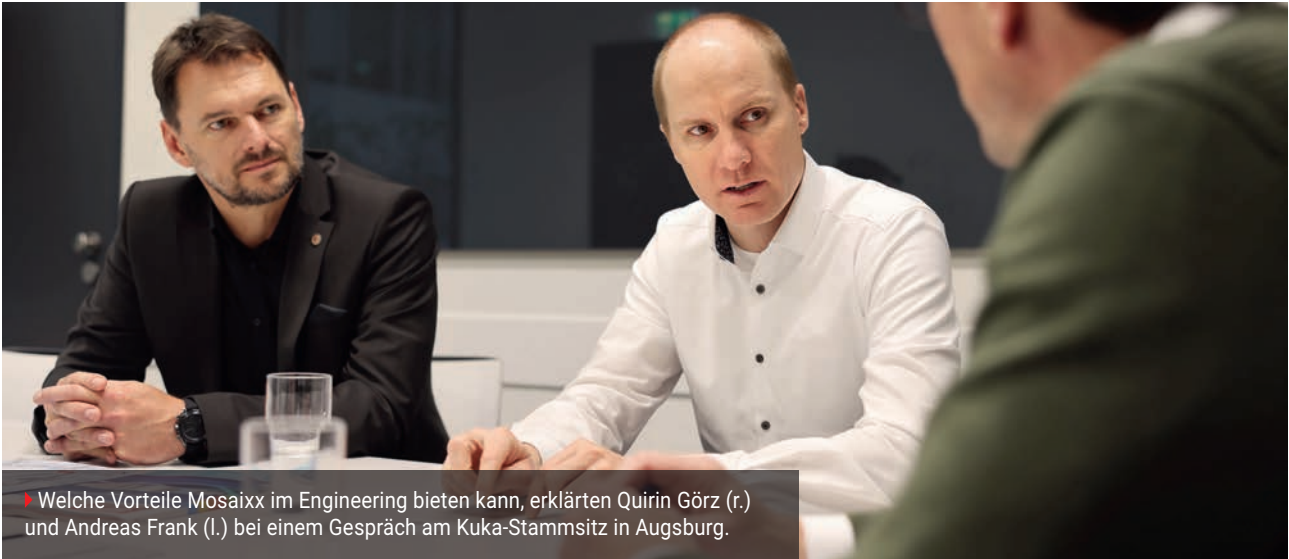 Welche Vorteile Mosaixx im Engineering bieten kann, erklärten Quirin Görz (r.)
und Andreas Frank (l.) bei einem Gespräch am Kuka-Stammsitz in Augsburg.